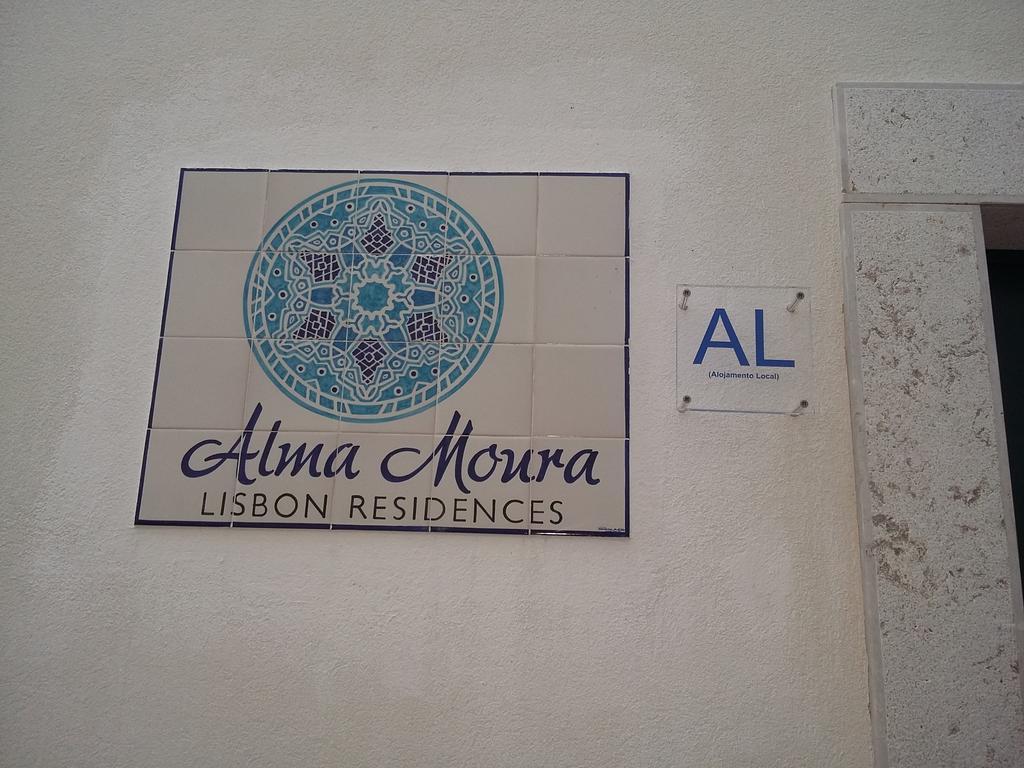 Alma Moura
LISBON RESIDENCES
AL
(Alojamento Local)